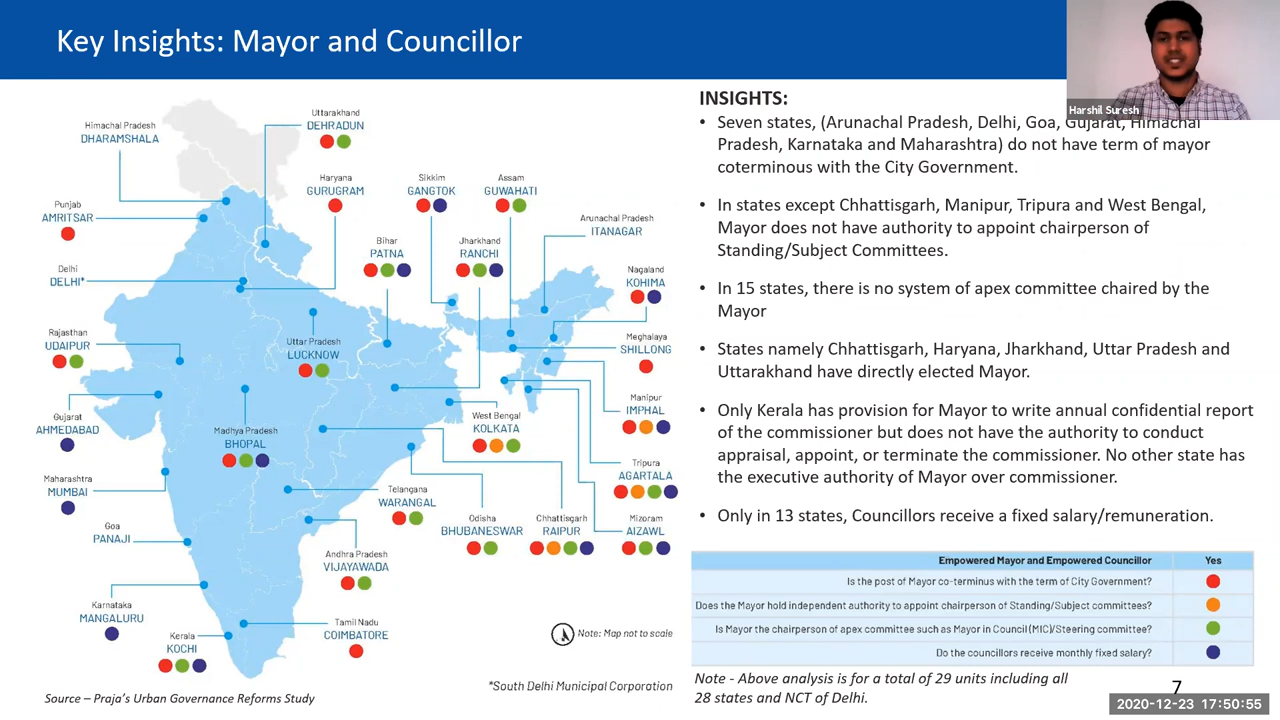 Key Insights: Mayor and Councillor
Harshil Suresh
Himachal Pradesh
DHARAMSHALA
Uttarakhand
DEHRADUN
Punjab
AMRITSAR
Haryana
GURUGRAM
Sikkim
GANGTOK
Assam
GUWAHATI
Arunachal Pradesh
ITANAGAR
Delhi
DELHI*
Bihar
PATNA
Jharkhand
RANCHI
Nagaland
KOHIMA
Rajasthan
UDAIPUR
Uttar Pradesh
LUCKNOW
Meghalaya
SHILLONG
Gujarat
AHMEDABAD
Madhya Pradesh
BHOPAL
West Bengal
KOLKATA
Manipur
IMPHAL
Maharashtra
MUMBAI
Tripura
AGARTALA
Goa
PANAJI
Telangana
WARANGAL
Odisha
BHUBANESWAR
Chhattisgarh
RAIPUR
Mizoram
AIZAWL
Andhra Pradesh
VIJAYAWADA
Karnataka
MANGALURU
Kerala
KOCHI
Tamil Nadu
COIMBATORE
Note: Map not to scale
*South Delhi Municipal Corporation
Source – Praja's Urban Governance Reforms Study
INSIGHTS:
• Seven states, (Arunachal Pradesh, Delhi, Goa, Gujarat, Himachal
Pradesh, Karnataka and Maharashtra) do not have term of mayor
coterminous with the City Government.
• In states except Chhattisgarh, Manipur, Tripura and West Bengal,
Mayor does not have authority to appoint chairperson of
Standing/Subject Committees.
• In 15 states, there is no system of apex committee chaired by the
Mayor
• States namely Chhattisgarh, Haryana, Jharkhand, Uttar Pradesh and
Uttarakhand have directly elected Mayor.
• Only Kerala has provision for Mayor to write annual confidential report
of the commissioner but does not have the authority to conduct
appraisal, appoint, or terminate the commissioner. No other state has
the executive authority of Mayor over commissioner.
• Only in 13 states, Councillors receive a fixed salary/remuneration.
Empowered Mayor and Empowered Councillor Yes
Is the post of Mayor co-terminus with the term of City Government?
Does the Mayor hold independent authority to appoint chairperson of Standing/Subject committees?
Is Mayor the chairperson of apex committee such as Mayor in Council (MIC)/Steering committee?
Do the councillors receive monthly fixed salary?
Note - Above analysis is for a total of 29 units including all
28 states and NCT of Delhi.
7
2020-12-23 17:50:55